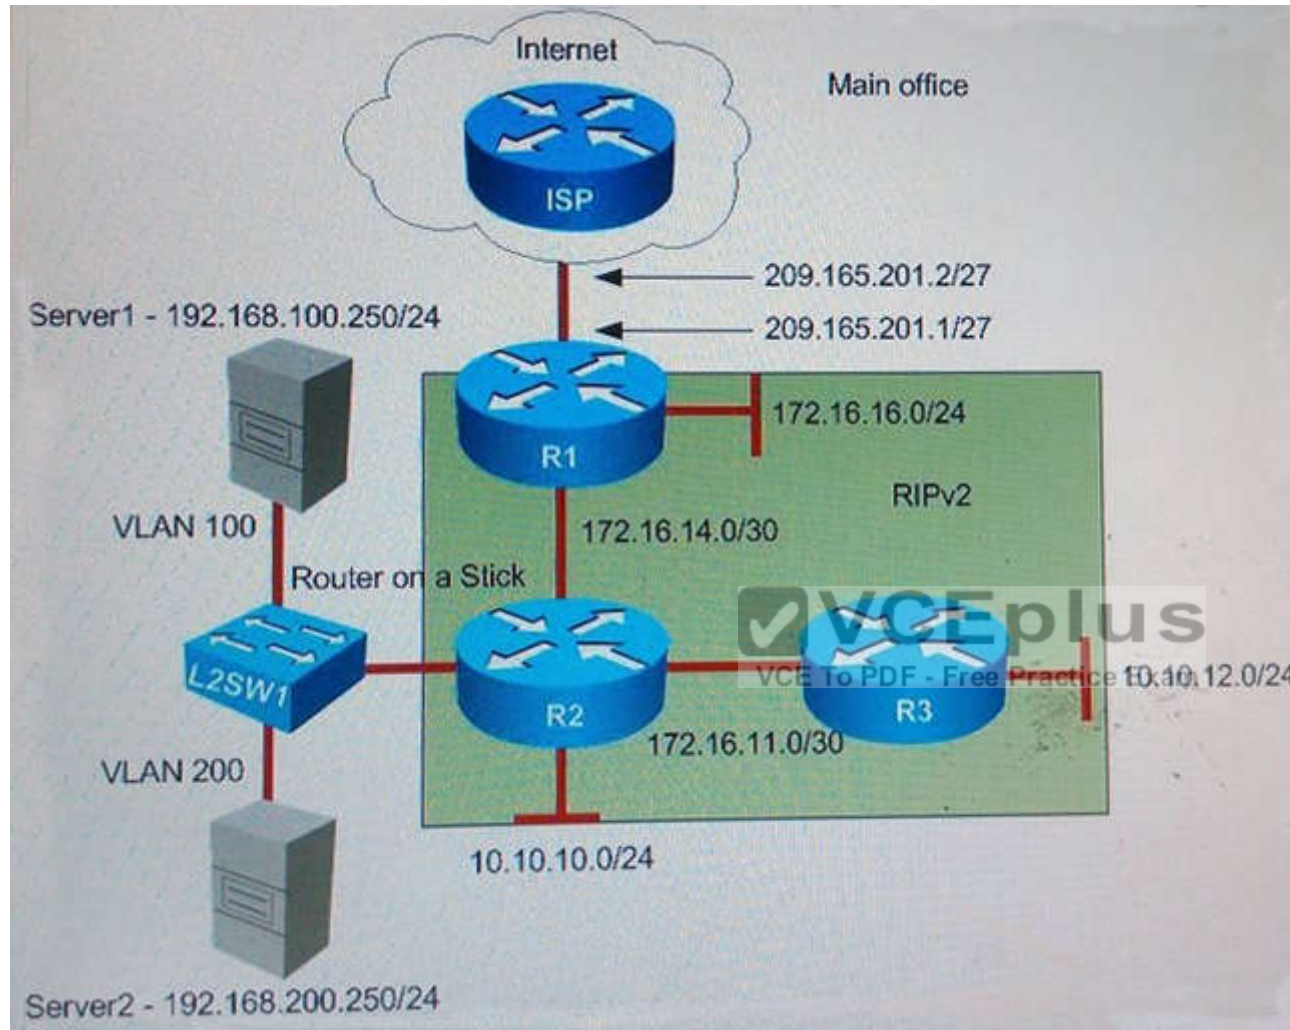 Internet
Main office
ISP
209.165.201.2/27
Server1 - 192.168.100.250/24
209.165.201.1/27
172.16.16.0/24
R1
RIPv2
VLAN 100
172.16.14.0/30
Router on a Stick
VCEplus
VCE To PDF - Free Practice Exam
10.10.12.0/24
L2SW1
R2
R3
172.16.11.0/30
VLAN 200
10.10.10.0/24
Server2 - 192.168.200.250/24